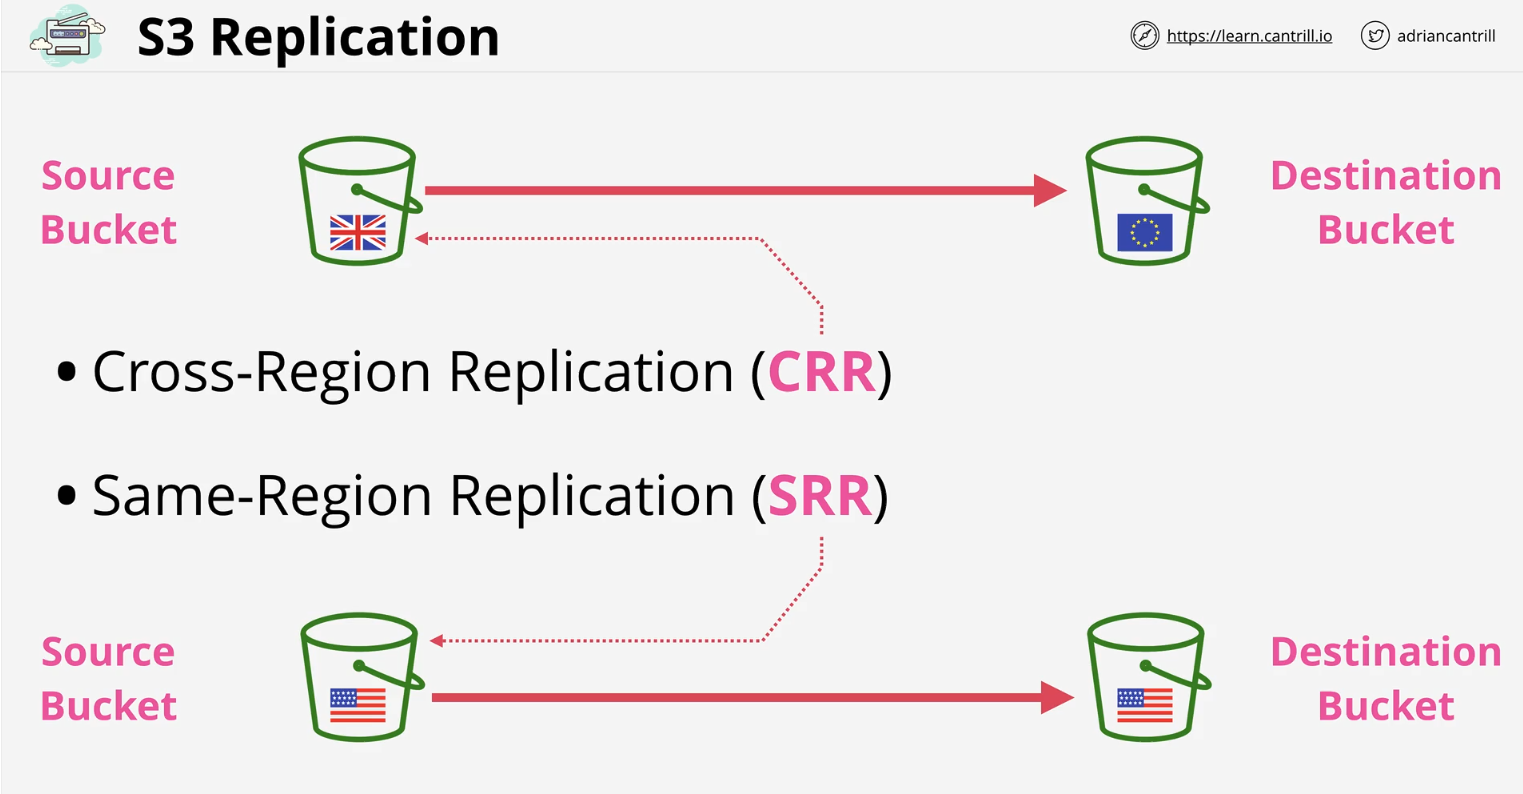 S3 Replication
https://learn.cantrill.io
adriancantrill
Source
Bucket
Destination
Bucket
• Cross-Region Replication (CRR)
• Same-Region Replication (SRR)
Source
Bucket
Destination
Bucket